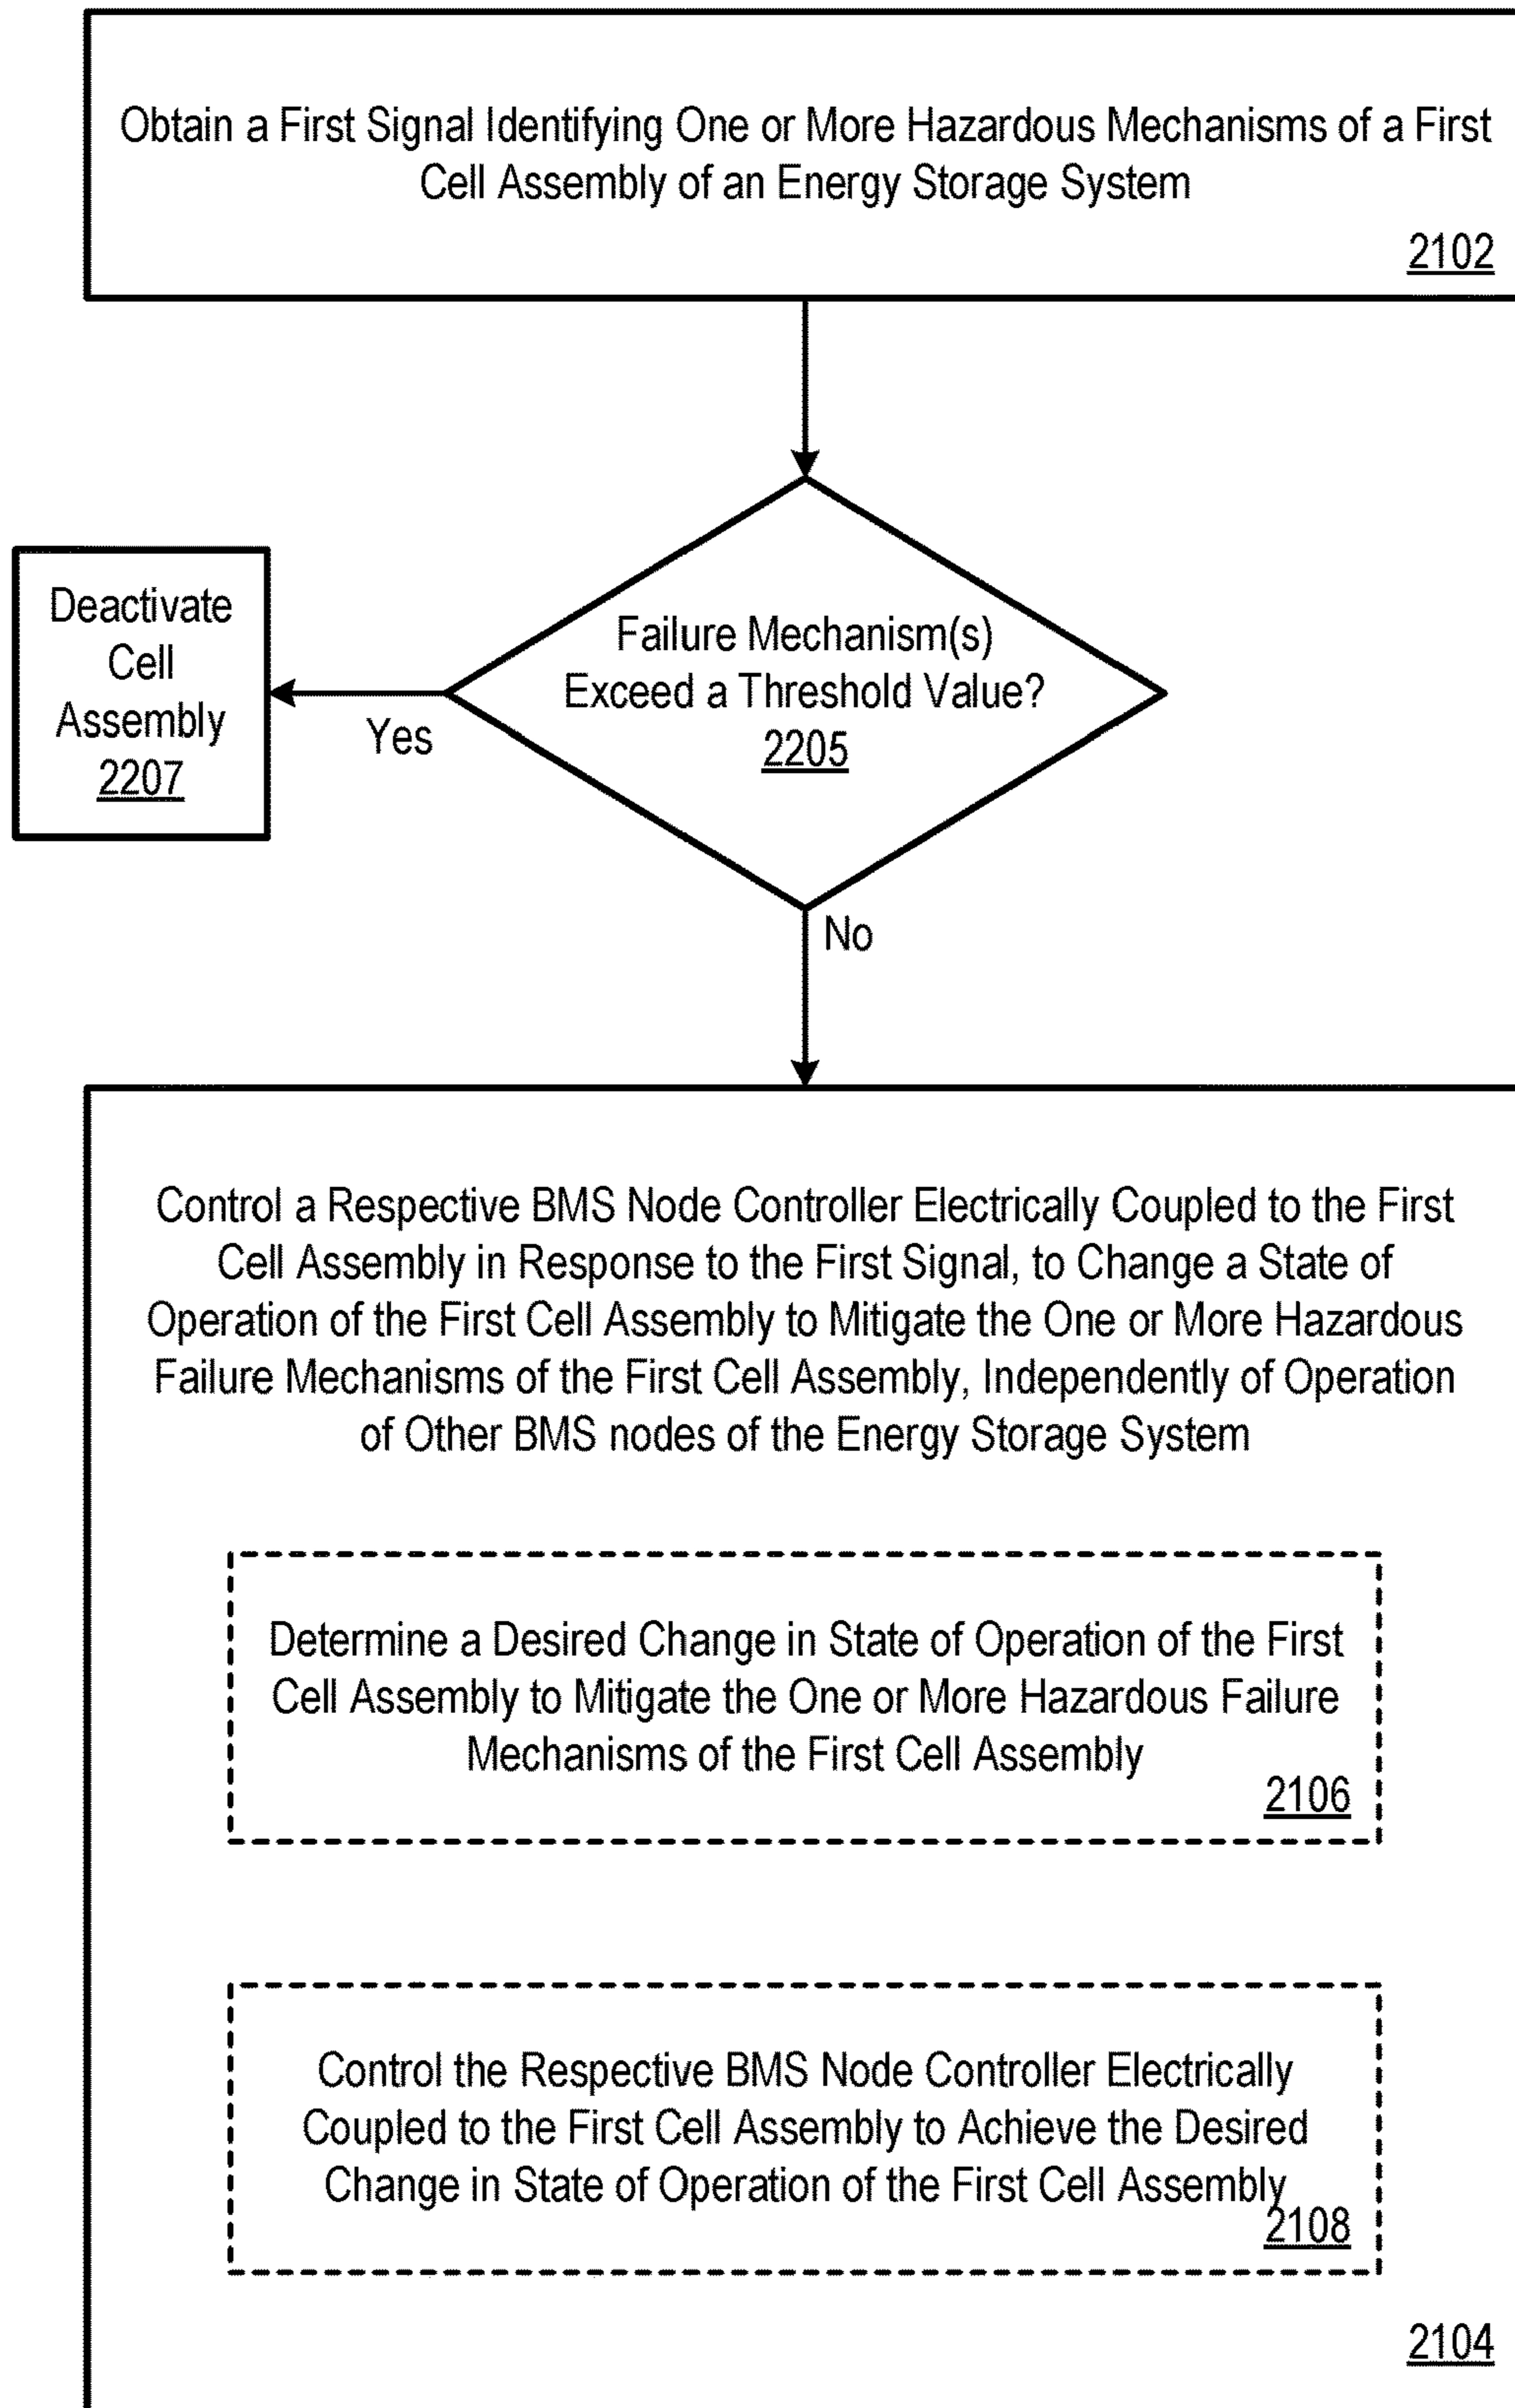 Obtain a First Signal Identifying One or More Hazardous Mechanisms of a First
Cell Assembly of an Energy Storage System
2102
Failure Mechanism(s)
Exceed a Threshold Value?
2205
Yes
Deactivate
Cell
Assembly
2207
No
Control a Respective BMS Node Controller Electrically Coupled to the First
Cell Assembly in Response to the First Signal, to Change a State of
Operation of the First Cell Assembly to Mitigate the One or More Hazardous
Failure Mechanisms of the First Cell Assembly, Independently of Operation
of Other BMS nodes of the Energy Storage System
Determine a Desired Change in State of Operation of the First
Cell Assembly to Mitigate the One or More Hazardous Failure
Mechanisms of the First Cell Assembly
2106
Control the Respective BMS Node Controller Electrically
Coupled to the First Cell Assembly to Achieve the Desired
Change in State of Operation of the First Cell Assembly
2108
2104